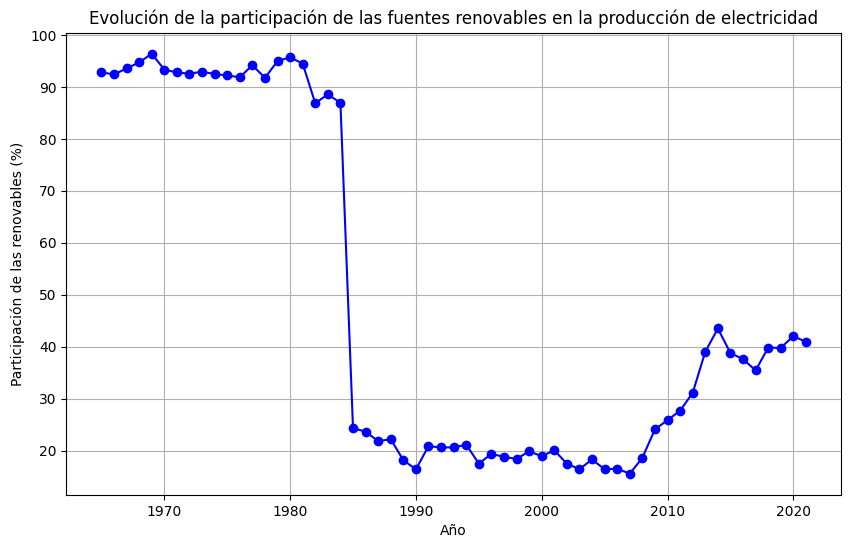 Evolución de la participación de las fuentes renovables en la producción de electricidad
Participación de las renovables (%)
100
90
80
70
60
50
40
30
20
1970 1980 1990 2000 2010 2020
Año